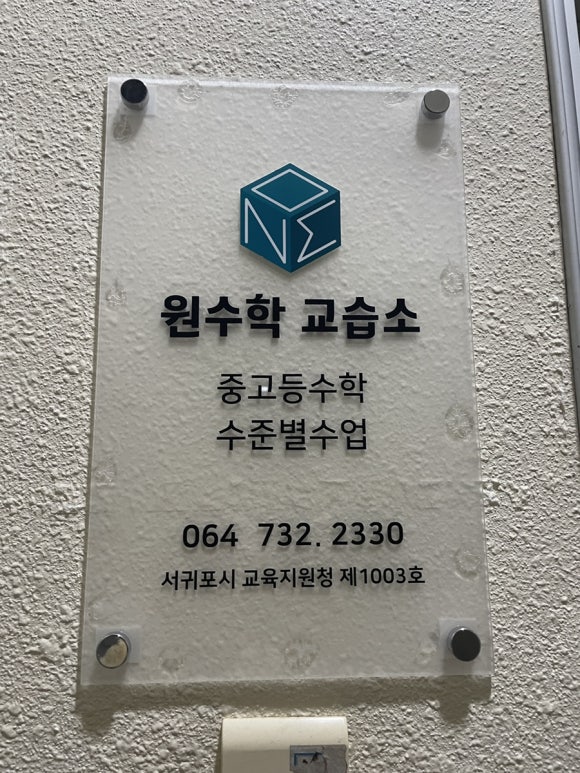 ONE
원수학 교습소
중고등수학
수준별수업
064 732. 2330
서귀포시 교육지원청 제1003호